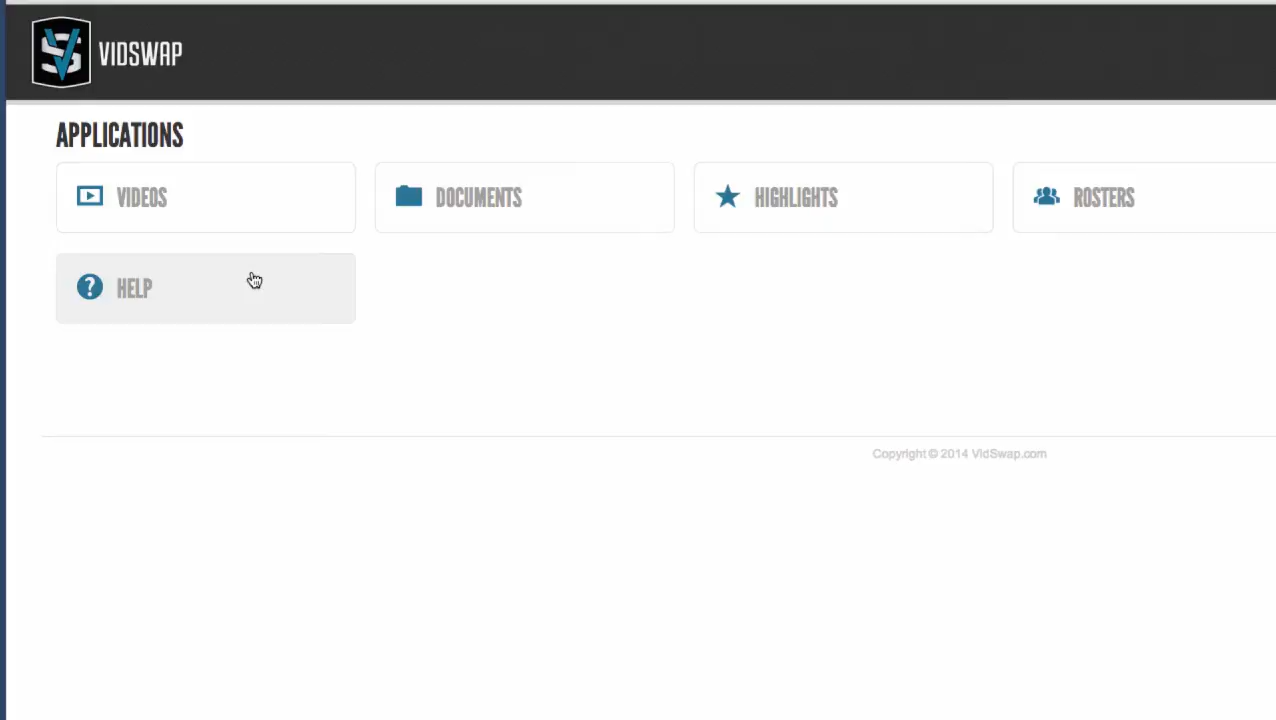 VIDSWAP
APPLICATIONS
VIDEOS
DOCUMENTS
HIGHLIGHTS
ROSTERS
HELP
Copyright © 2014 VidSwap.com